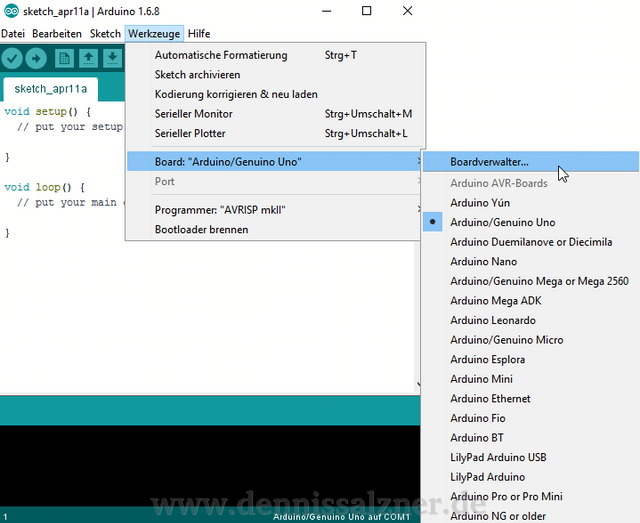 sketch_apr11a | Arduino 1.6.8
Datei Bearbeiten Sketch Werkzeuge Hilfe
sketch_apr11a
void setup() {
// put your setup
}
void loop() {
// put your main
}
Automatische Formatierung Strg+T
Sketch archivieren
Kodierung korrigieren & neu laden
Serieller Monitor Strg+Umschalt+M
Serieller Plotter Strg+Umschalt+L
Board: "Arduino/Genuino Uno"
Port
Programmer: "AVRISP mkII"
Bootloader brennen
Boardverwalter...
Arduino AVR-Boards
Arduino Yún
Arduino/Genuino Uno
Arduino Duemilanove or Diecimila
Arduino Nano
Arduino/Genuino Mega or Mega 2560
Arduino Mega ADK
Arduino Leonardo
Arduino/Genuino Micro
Arduino Esplora
Arduino Mini
Arduino Ethernet
Arduino Fio
Arduino BT
LilyPad Arduino USB
LilyPad Arduino
Arduino Pro or Pro Mini
Arduino NG or older
www.dennissalzner.de
1 Arduino/Genuino Uno auf COM1